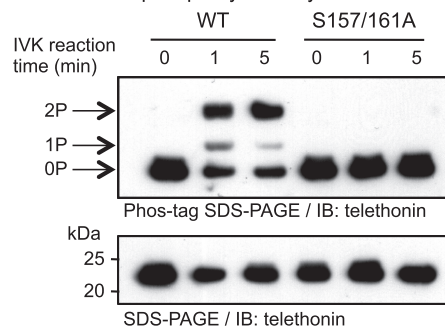 WT S157/161A
IVK reaction
time (min) 0 1 5 0 1 5
2P
1P
0P
Phos-tag SDS-PAGE / IB: telethonin
kDa
25
20
SDS-PAGE / IB: telethonin